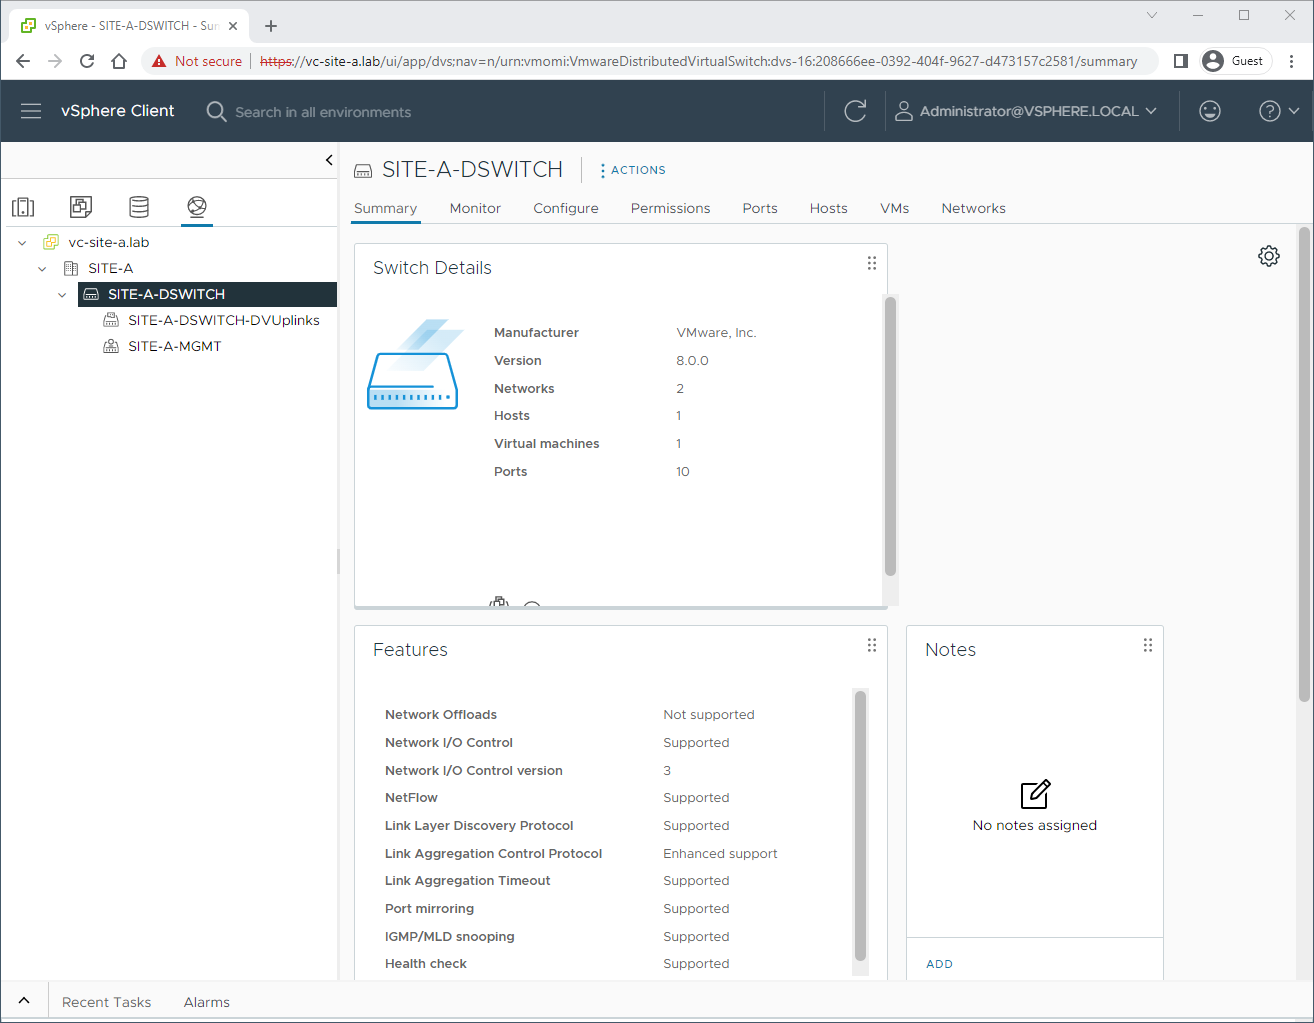 vSphere - SITE-A-DSWITCH - Sum
Not secure
https://vc-site-a.lab/ui/app/dvs;nav=n/urn:vmomi:VmwareDistributedVirtualSwitch:dvs-16:208666ee-0392-404f-9627-d473157c2581/summary
Guest
vSphere Client
Search in all environments
Administrator@VSPHERE.LOCAL
SITE-A-DSWITCH
ACTIONS
Summary Monitor Configure Permissions Ports Hosts VMs Networks
vc-site-a.lab
SITE-A
SITE-A-DSWITCH
SITE-A-DSWITCH-DVUplinks
SITE-A-MGMT
Switch Details
Manufacturer VMware, Inc.
Version 8.0.0
Networks 2
Hosts 1
Virtual machines 1
Ports 10
Features
Network Offloads Not supported
Network I/O Control Supported
Network I/O Control version 3
NetFlow Supported
Link Layer Discovery Protocol Supported
Link Aggregation Control Protocol Enhanced support
Link Aggregation Timeout Supported
Port mirroring Supported
IGMP/MLD snooping Supported
Health check Supported
Notes
No notes assigned
ADD
Recent Tasks Alarms